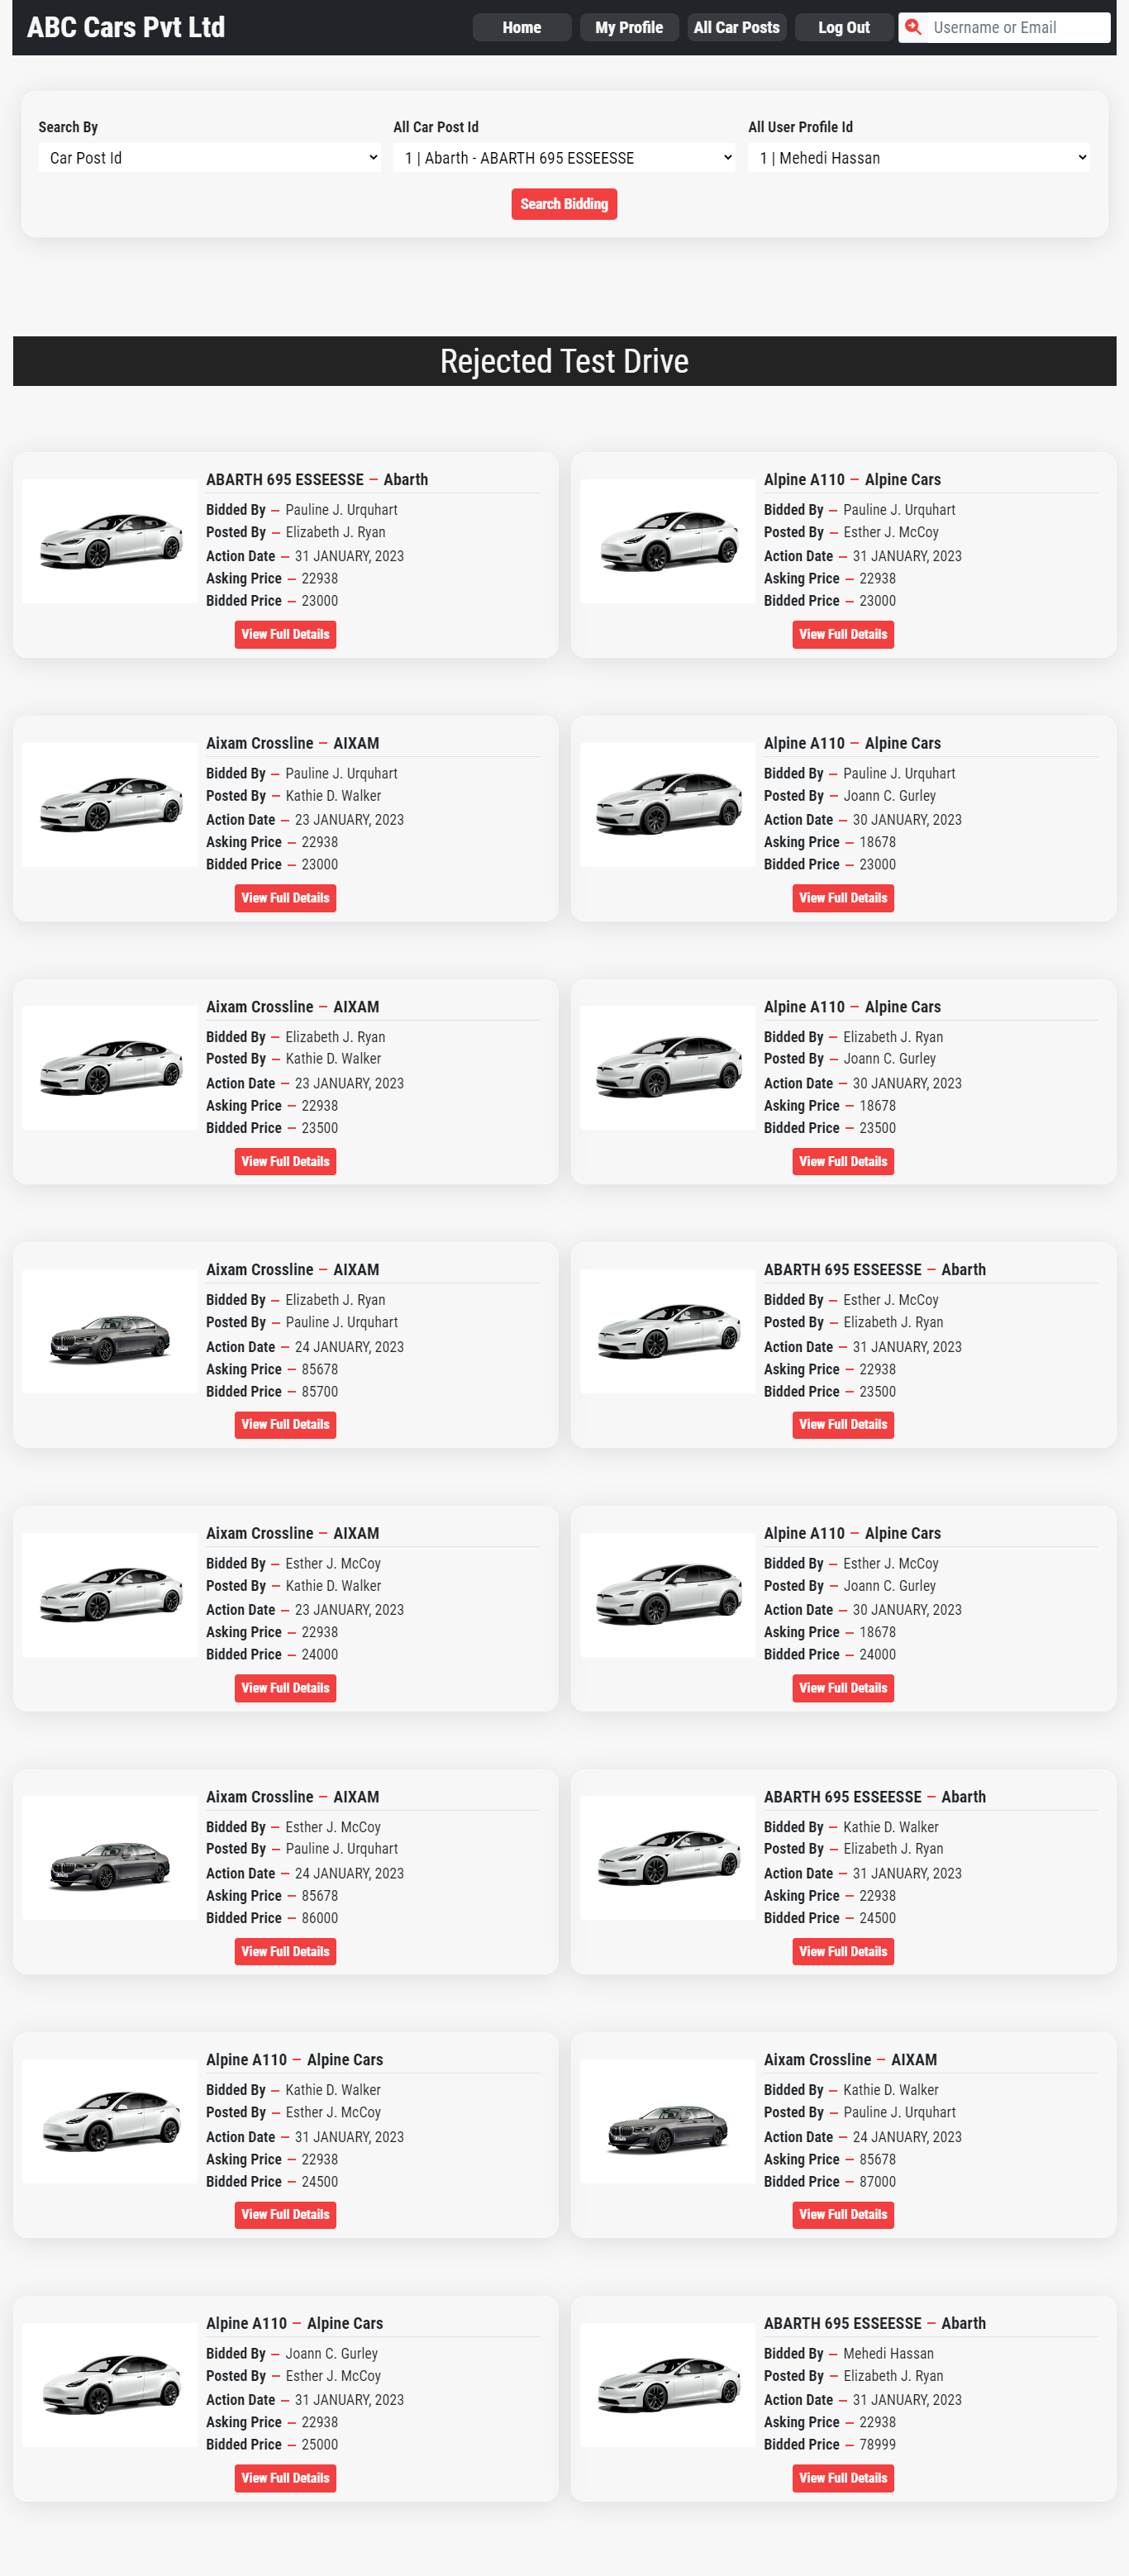 ABC Cars Pvt Ltd
Home
My Profile
All Car Posts
Log Out
Username or Email
Search By
All Car Post Id
All User Profile Id
Car Post Id
1 | Abarth - ABARTH 695 ESSEESSE
1 | Mehedi Hassan
Search Bidding
Rejected Test Drive
ABARTH 695 ESSEESSE — Abarth
Bidded By — Pauline J. Urquhart
Posted By — Elizabeth J. Ryan
Action Date — 31 JANUARY, 2023
Asking Price — 22938
Bidded Price — 23000
View Full Details
Alpine A110 — Alpine Cars
Bidded By — Pauline J. Urquhart
Posted By — Esther J. McCoy
Action Date — 31 JANUARY, 2023
Asking Price — 22938
Bidded Price — 23000
View Full Details
Aixam Crossline — AIXAM
Bidded By — Pauline J. Urquhart
Posted By — Kathie D. Walker
Action Date — 23 JANUARY, 2023
Asking Price — 22938
Bidded Price — 23000
View Full Details
Alpine A110 — Alpine Cars
Bidded By — Pauline J. Urquhart
Posted By — Joann C. Gurley
Action Date — 30 JANUARY, 2023
Asking Price — 18678
Bidded Price — 23000
View Full Details
Aixam Crossline — AIXAM
Bidded By — Elizabeth J. Ryan
Posted By — Kathie D. Walker
Action Date — 23 JANUARY, 2023
Asking Price — 22938
Bidded Price — 23500
View Full Details
Alpine A110 — Alpine Cars
Bidded By — Elizabeth J. Ryan
Posted By — Joann C. Gurley
Action Date — 30 JANUARY, 2023
Asking Price — 18678
Bidded Price — 23500
View Full Details
Aixam Crossline — AIXAM
Bidded By — Elizabeth J. Ryan
Posted By — Pauline J. Urquhart
Action Date — 24 JANUARY, 2023
Asking Price — 85678
Bidded Price — 85700
View Full Details
ABARTH 695 ESSEESSE — Abarth
Bidded By — Esther J. McCoy
Posted By — Elizabeth J. Ryan
Action Date — 31 JANUARY, 2023
Asking Price — 22938
Bidded Price — 23500
View Full Details
Aixam Crossline — AIXAM
Bidded By — Esther J. McCoy
Posted By — Kathie D. Walker
Action Date — 23 JANUARY, 2023
Asking Price — 22938
Bidded Price — 24000
View Full Details
Alpine A110 — Alpine Cars
Bidded By — Esther J. McCoy
Posted By — Joann C. Gurley
Action Date — 30 JANUARY, 2023
Asking Price — 18678
Bidded Price — 24000
View Full Details
Aixam Crossline — AIXAM
Bidded By — Esther J. McCoy
Posted By — Pauline J. Urquhart
Action Date — 24 JANUARY, 2023
Asking Price — 85678
Bidded Price — 86000
View Full Details
ABARTH 695 ESSEESSE — Abarth
Bidded By — Kathie D. Walker
Posted By — Elizabeth J. Ryan
Action Date — 31 JANUARY, 2023
Asking Price — 22938
Bidded Price — 24500
View Full Details
Alpine A110 — Alpine Cars
Bidded By — Kathie D. Walker
Posted By — Esther J. McCoy
Action Date — 31 JANUARY, 2023
Asking Price — 22938
Bidded Price — 24500
View Full Details
Aixam Crossline — AIXAM
Bidded By — Kathie D. Walker
Posted By — Pauline J. Urquhart
Action Date — 24 JANUARY, 2023
Asking Price — 85678
Bidded Price — 87000
View Full Details
Alpine A110 — Alpine Cars
Bidded By — Joann C. Gurley
Posted By — Esther J. McCoy
Action Date — 31 JANUARY, 2023
Asking Price — 22938
Bidded Price — 25000
View Full Details
ABARTH 695 ESSEESSE — Abarth
Bidded By — Mehedi Hassan
Posted By — Elizabeth J. Ryan
Action Date — 31 JANUARY, 2023
Asking Price — 22938
Bidded Price — 78999
View Full Details